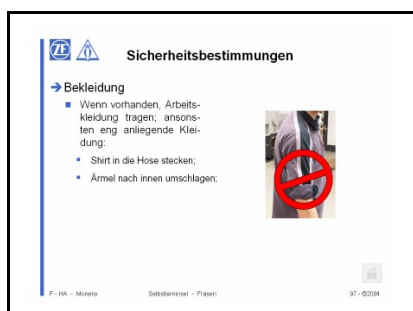 ZF
Sicherheitsbestimmungen
Bekleidung
Wenn vorhanden, Arbeits-
kleidung tragen; ansons-
ten eng anliegende Klei-
dung:
Shirt in die Hose stecken;
Ärmel nach innen umschlagen;
F - HA - Moreira Selbstlerninsel - Fräsen 97 - ©2004